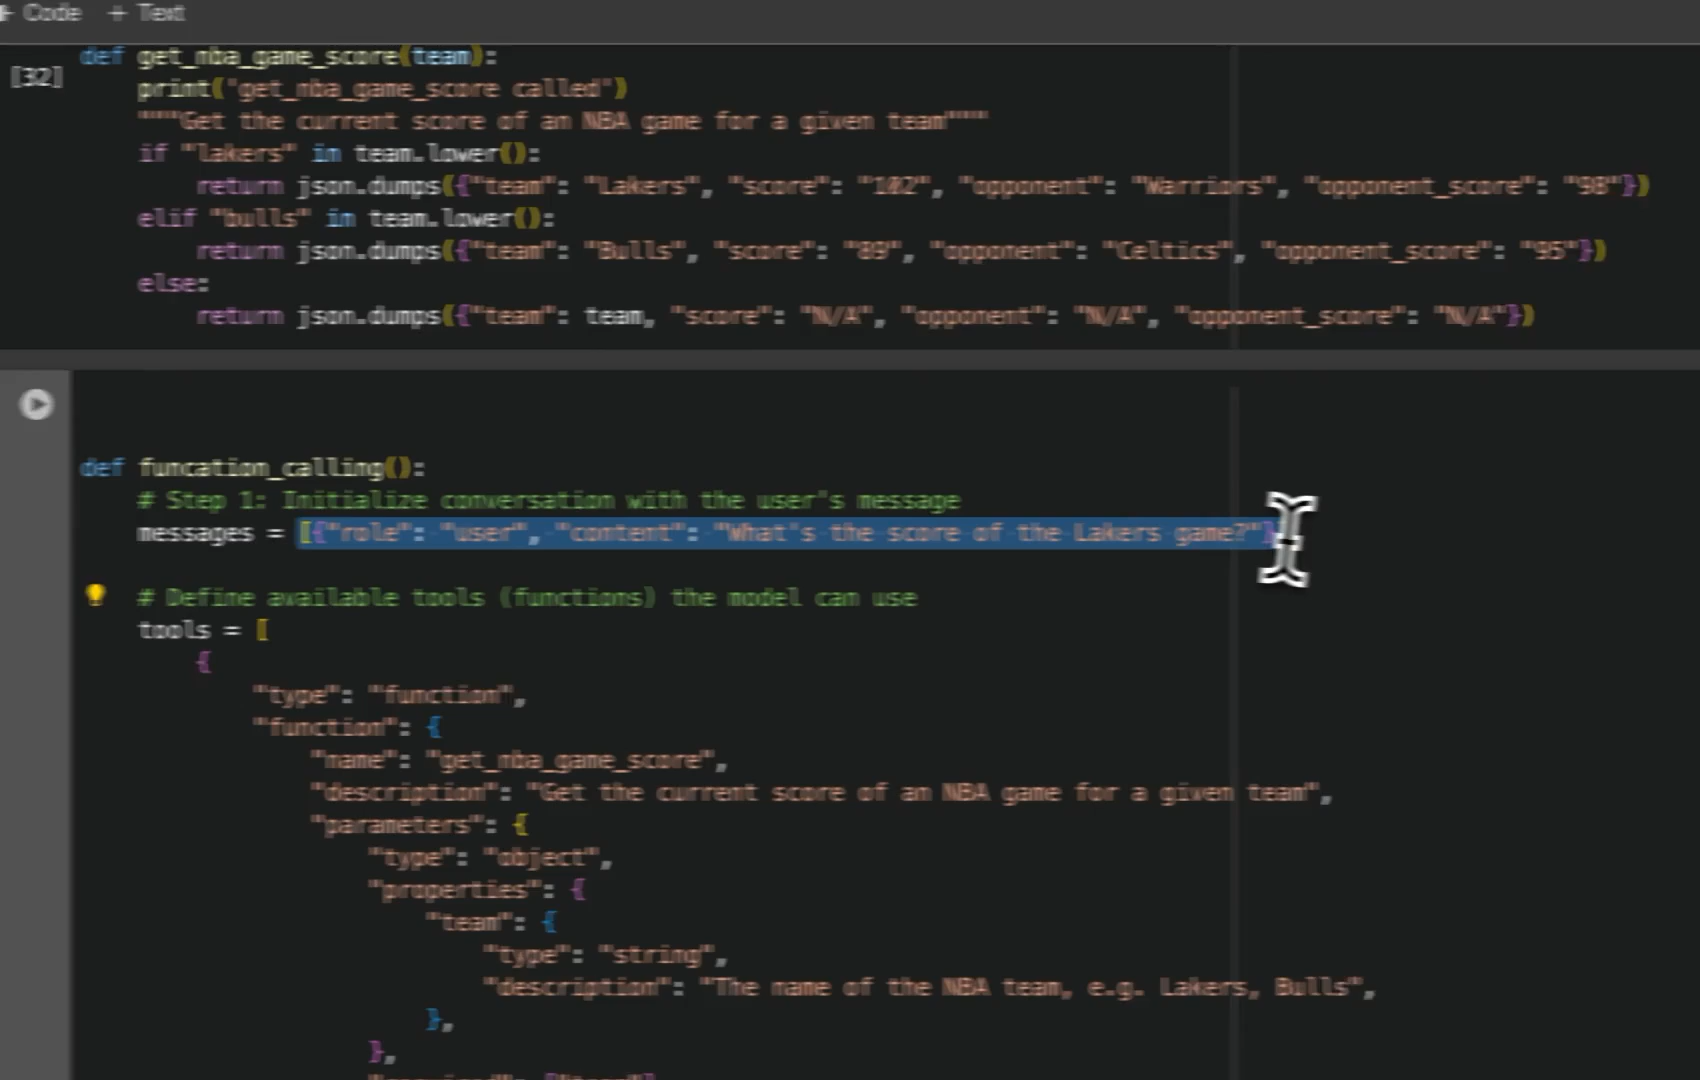 + Code + Text
[32]
def get_nba_game_score(team):
print("get_nba_game_score called")
"""Get the current score of an NBA game for a given team"""
if "lakers" in team.lower():
return json.dumps({"team": "Lakers", "score": "102", "opponent": "Warriors", "opponent_score": "98"})
elif "bulls" in team.lower():
return json.dumps({"team": "Bulls", "score": "89", "opponent": "Celtics", "opponent_score": "95"})
else:
return json.dumps({"team": team, "score": "N/A", "opponent": "N/A", "opponent_score": "N/A"})
def funcation_calling():
# Step 1: Initialize conversation with the user's message
messages = [{"role": "user", "content": "What's the score of the Lakers game?"}
# Define available tools (functions) the model can use
tools = [
{
"type": "function",
"function": {
"name": "get_nba_game_score",
"description": "Get the current score of an NBA game for a given team",
"parameters": {
"type": "object",
"properties": {
"team": {
"type": "string",
"description": "The name of the NBA team, e.g. Lakers, Bulls",
},
},